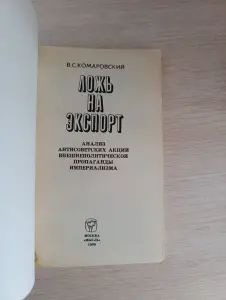 В.С.КОМАРОВСКИЙ
ЛОЖЬ
НА
ЭКСПОРТ
АНАЛИЗ
АНТИСОВЕТСКИХ АКЦИЙ
ВНЕШНЕПОЛИТИЧЕСКОЙ
ПРОПАГАНДЫ
ИМПЕРИАЛИЗМА
МОСКВА
«МЫСЛЬ»